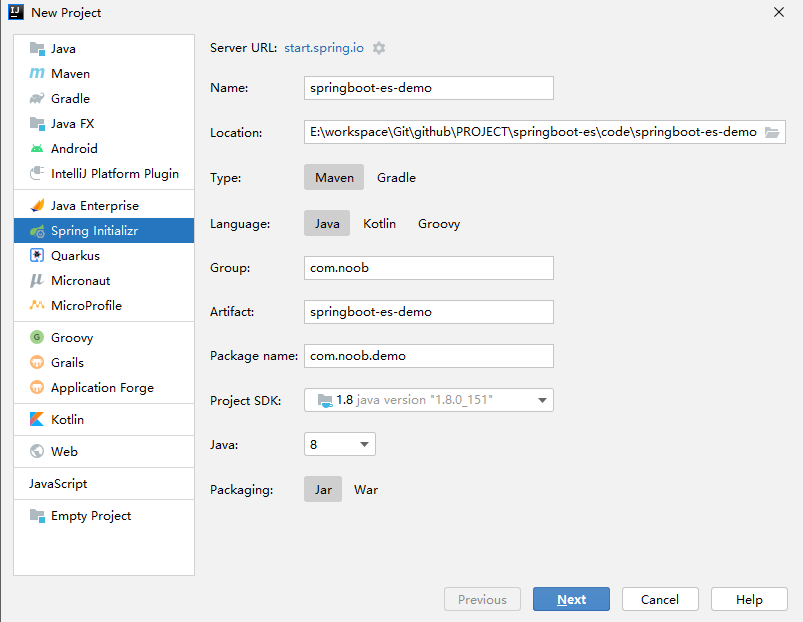 New Project
Java
Maven
Gradle
Java FX
Android
IntelliJ Platform Plugin
Java Enterprise
Spring Initializr
Quarkus
Micronaut
MicroProfile
Groovy
Grails
Application Forge
Kotlin
Web
JavaScript
Empty Project
Server URL: start.spring.io
Name: springboot-es-demo
Location: E:\workspace\Git\github\PROJECT\springboot-es\code\springboot-es-demo
Type: Maven Gradle
Language: Java Kotlin Groovy
Group: com.noob
Artifact: springboot-es-demo
Package name: com.noob.demo
Project SDK: 1.8 java version "1.8.0_151"
Java: 8
Packaging: Jar War
Previous Next Cancel Help